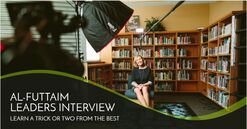 AL-FUTTAIM
LEADERS INTERVIEW
LEARN A TRICK OR TWO FROM THE BEST